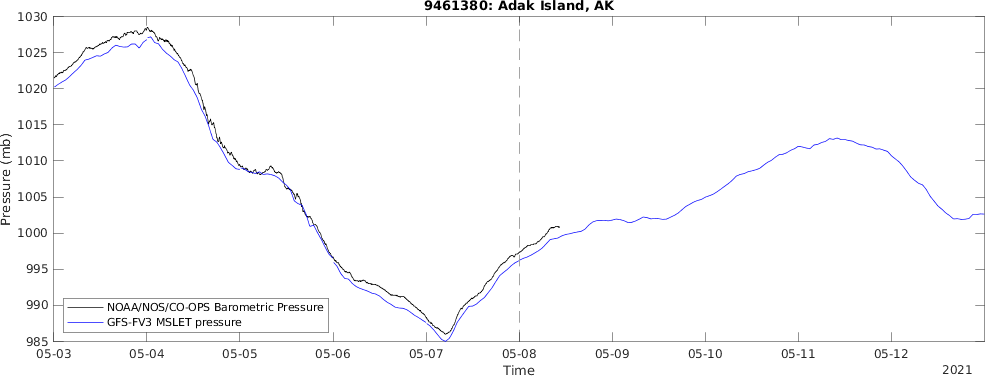 9461380: Adak Island, AK
Pressure (mb)
1030
1025
1020
1015
1010
1005
1000
995
990
985
NOAA/NOS/CO-OPS Barometric Pressure
GFS-FV3 MSLET pressure
05-03 05-04 05-05 05-06 05-07 05-08 05-09 05-10 05-11 05-12
Time
2021